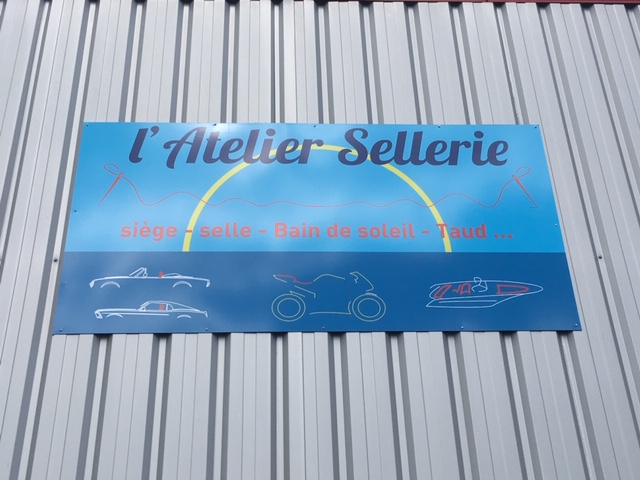 l'Atelier Sellerie
siège - selle - Bain de soleil - Taud ...